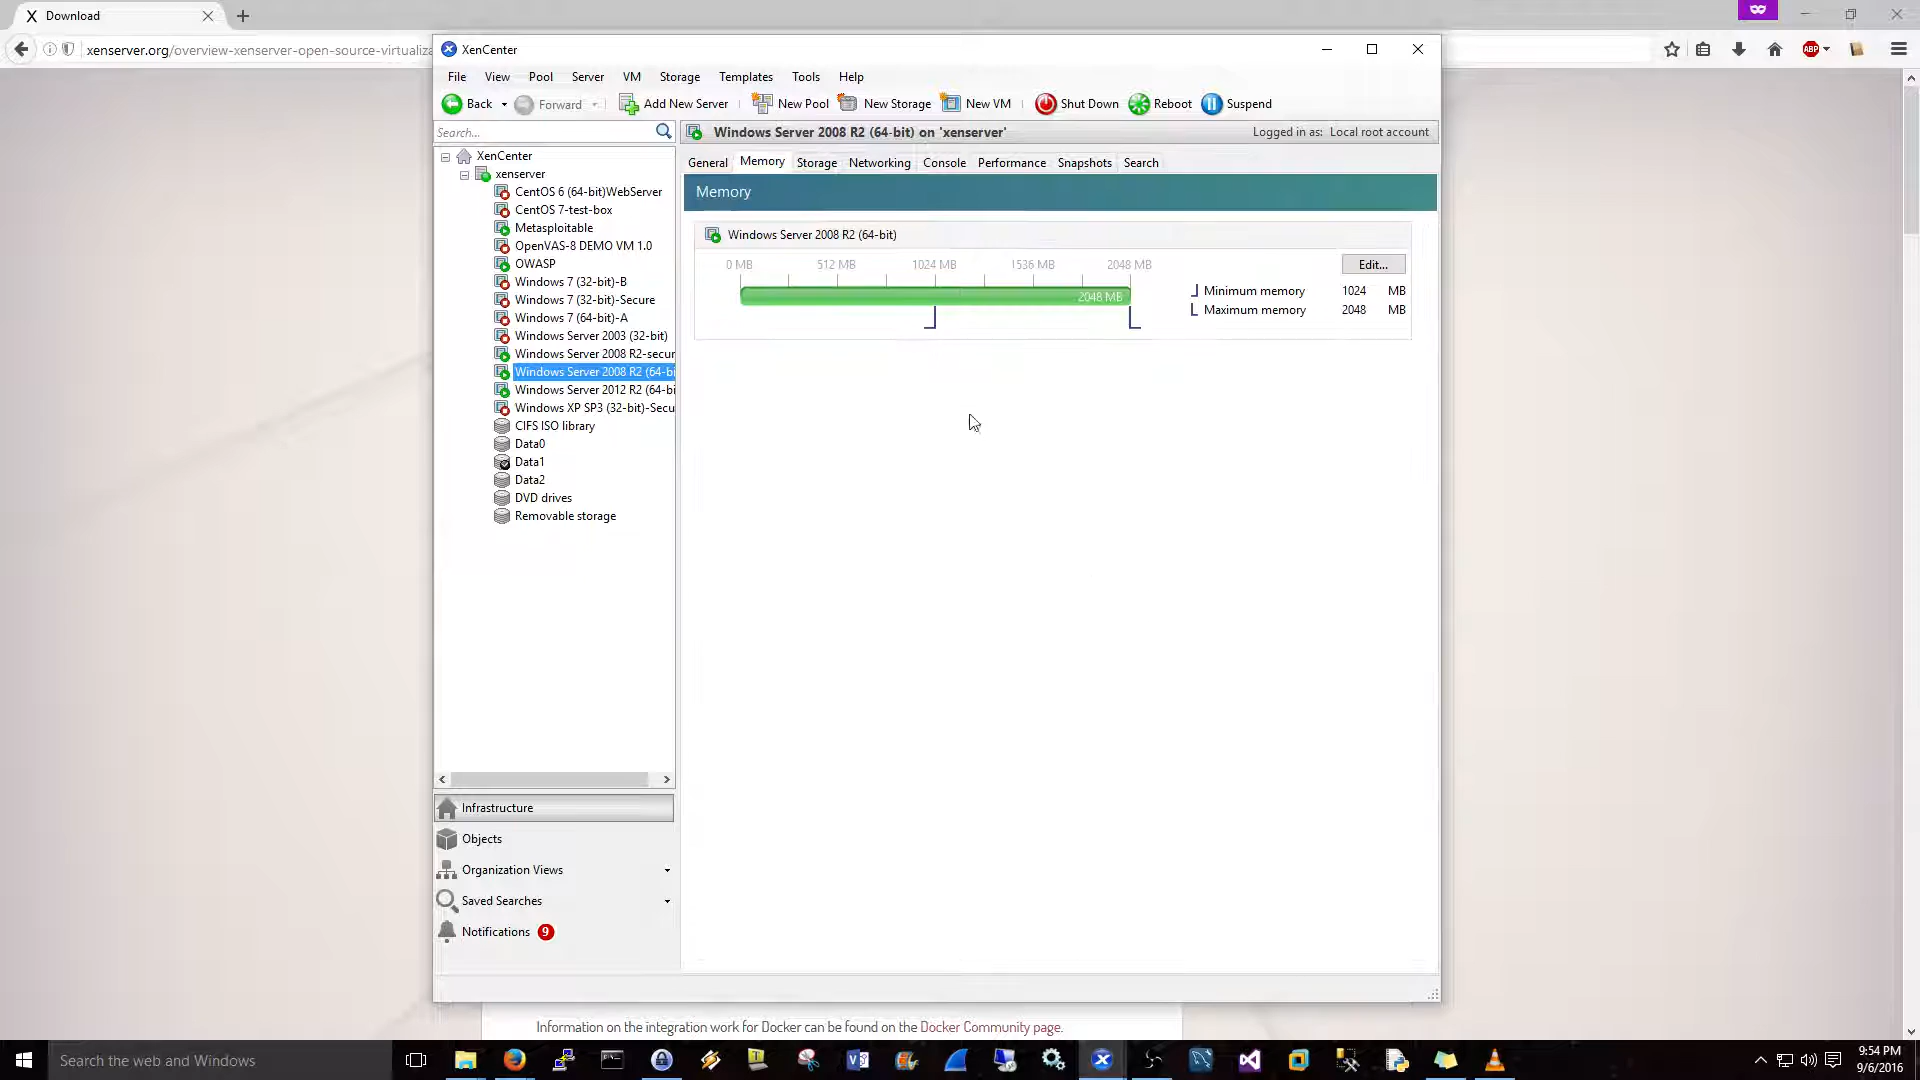 Download
xenserver.org/overview-xenserver-open-source-virtualiza
ABP
XenCenter
File View Pool Server VM Storage Templates Tools Help
Back Forward Add New Server New Pool New Storage New VM Shut Down Reboot Suspend
Search...
Windows Server 2008 R2 (64-bit) on 'xenserver'
Logged in as: Local root account
General Memory Storage Networking Console Performance Snapshots Search
Memory
XenCenter
xenserver
CentOS 6 (64-bit)WebServer
CentOS 7-test-box
Metasploitable
OpenVAS-8 DEMO VM 1.0
OWASP
Windows 7 (32-bit)-B
Windows 7 (32-bit)-Secure
Windows 7 (64-bit)-A
Windows Server 2003 (32-bit)
Windows Server 2008 R2-secur
Windows Server 2008 R2 (64-bi
Windows Server 2012 R2 (64-bi
Windows XP SP3 (32-bit)-Secu
CIFS ISO library
Data0
Data1
Data2
DVD drives
Removable storage
Windows Server 2008 R2 (64-bit)
0 MB 512 MB 1024 MB 1536 MB 2048 MB
2048 MB
Edit...
Minimum memory 1024 MB
Maximum memory 2048 MB
Infrastructure
Objects
Organization Views
Saved Searches
Notifications 9
Information on the integration work for Docker can be found on the Docker Community page.
Search the web and Windows
9:54 PM
9/6/2016